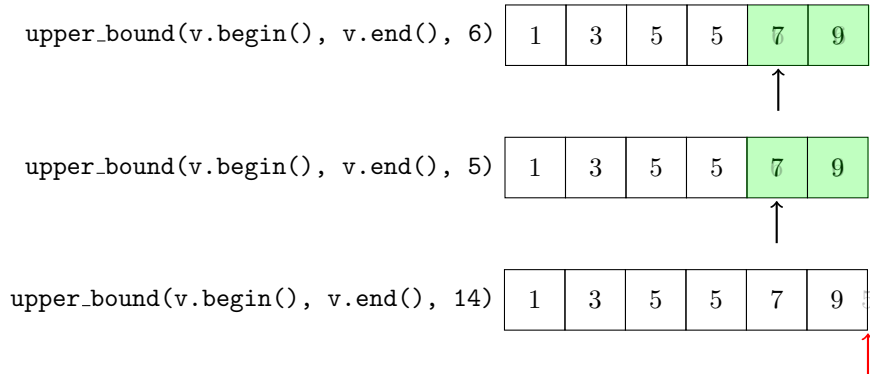 upper_bound(v.begin(), v.end(), 6) 1 3 5 5 7 9
upper_bound(v.begin(), v.end(), 5) 1 3 5 5 7 9
upper_bound(v.begin(), v.end(), 14) 1 3 5 5 7 9